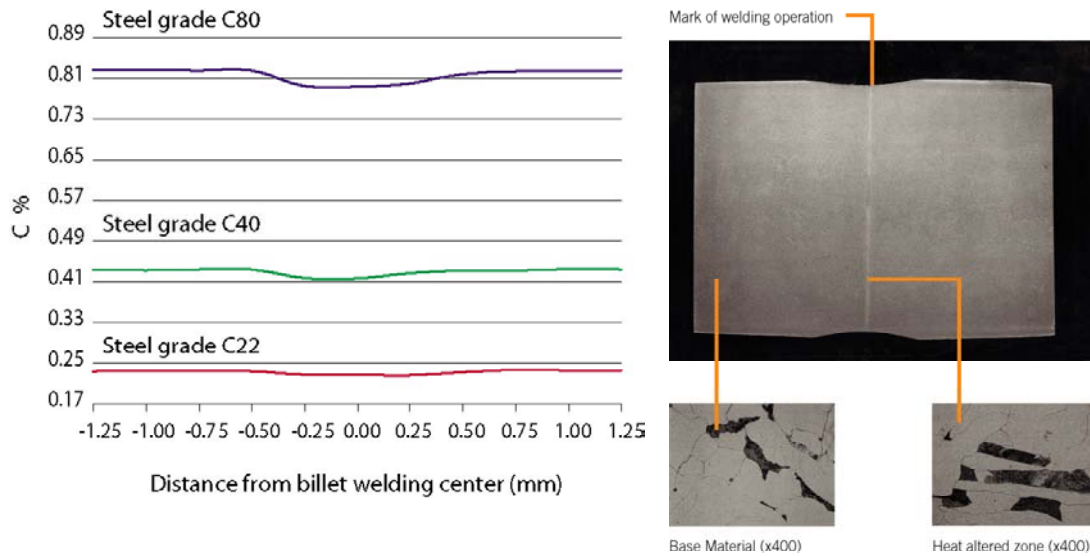 Steel grade C80
0.89
0.81
0.73
0.65
0.57
Steel grade C40
0.49
0.41
0.33
Steel grade C22
0.25
0.17
C %
-1.25 -1.00 -0.75 -0.50 -0.25 0.00 0.25 0.50 0.75 1.00 1.25
Distance from billet welding center (mm)
Mark of welding operation
Base Material (x400)
Heat altered zone (x400)